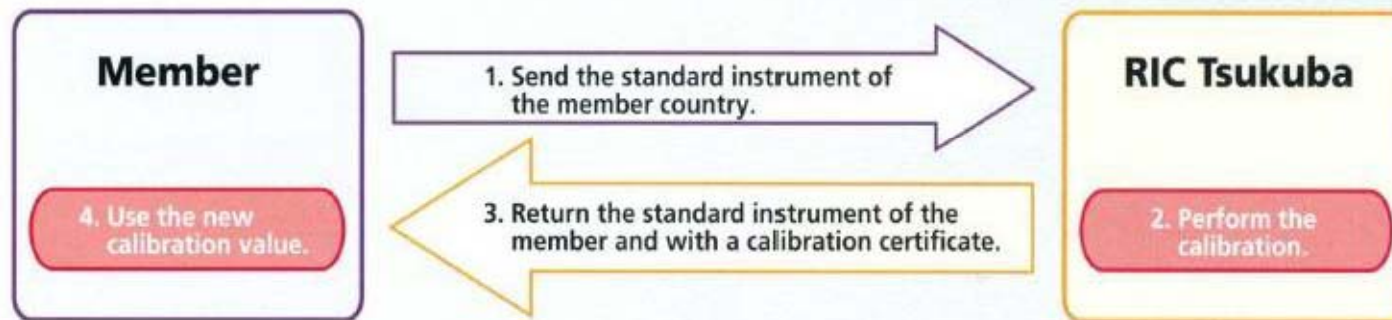 Member
1. Send the standard instrument of
the member country.
RIC Tsukuba
2. Perform the
calibration.
3. Return the standard instrument of the
member and with a calibration certificate.
4. Use the new
calibration value.